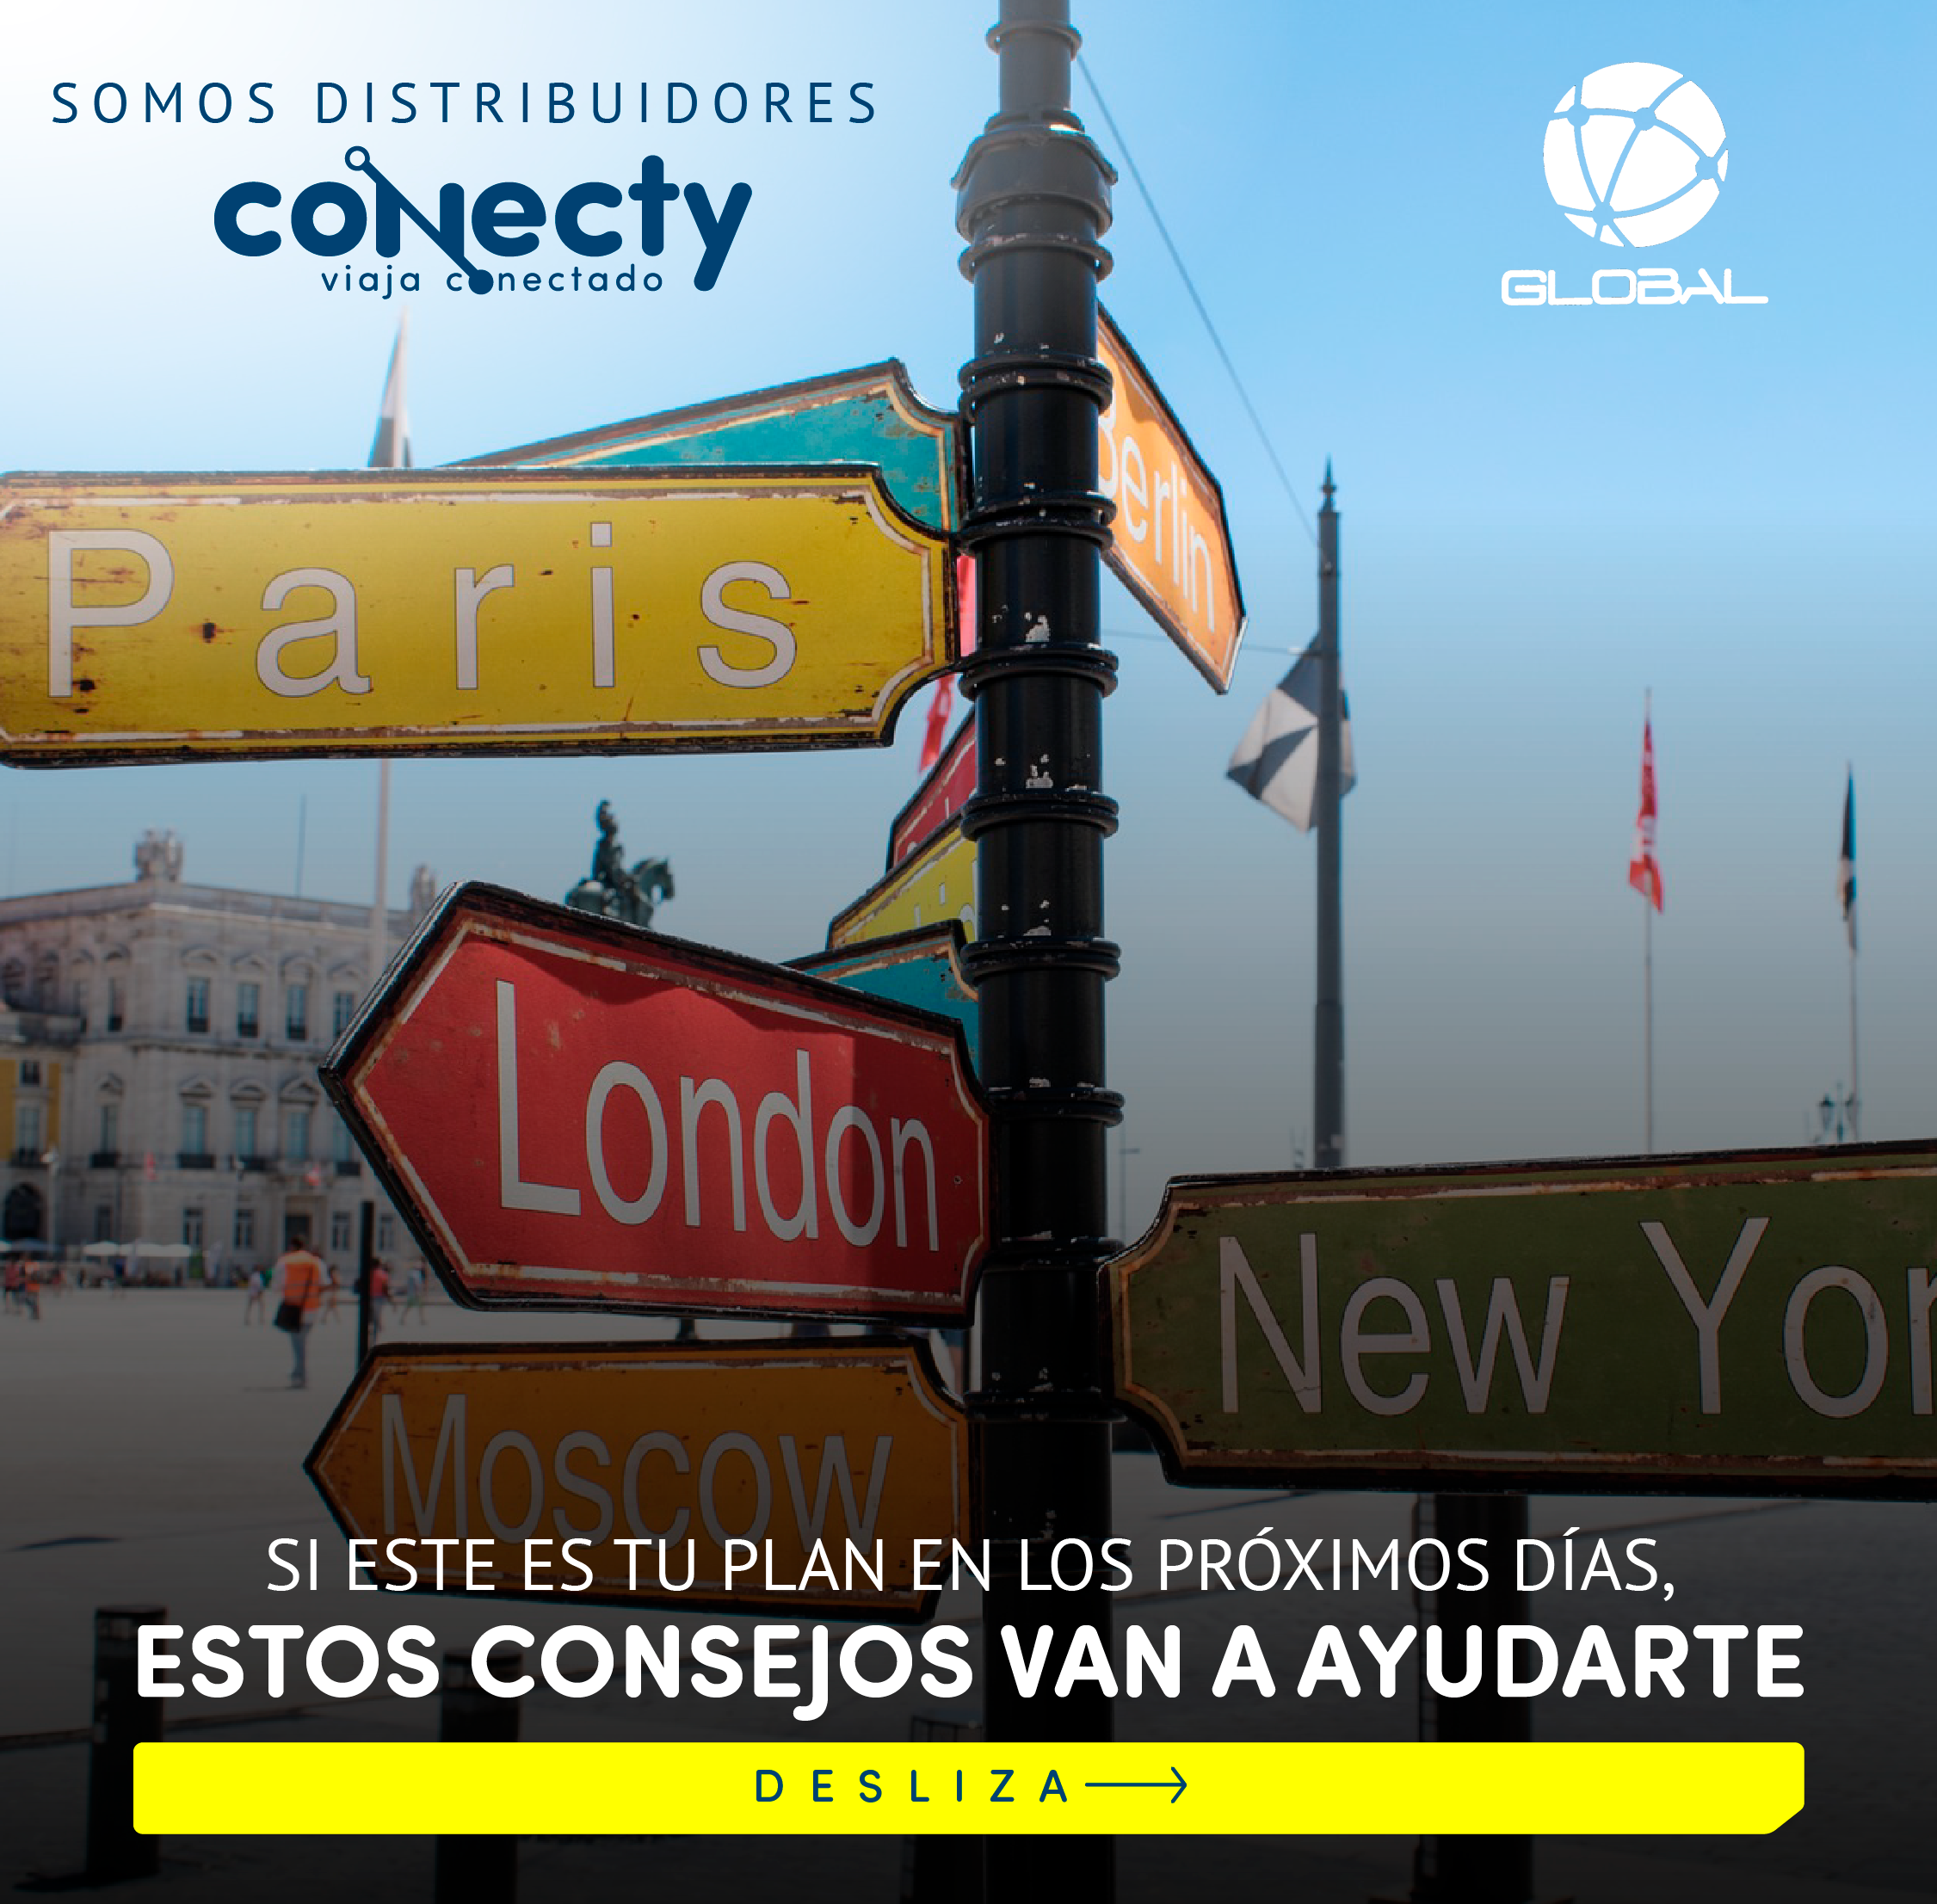 SOMOS DISTRIBUIDORES
coNecty
viaja conectado
GLOBAL
Berlin
Paris
London
New Yor
Moscow
SI ESTE ES TU PLAN EN LOS PRÓXIMOS DÍAS,
ESTOS CONSEJOS VAN A AYUDARTE
DESLIZA